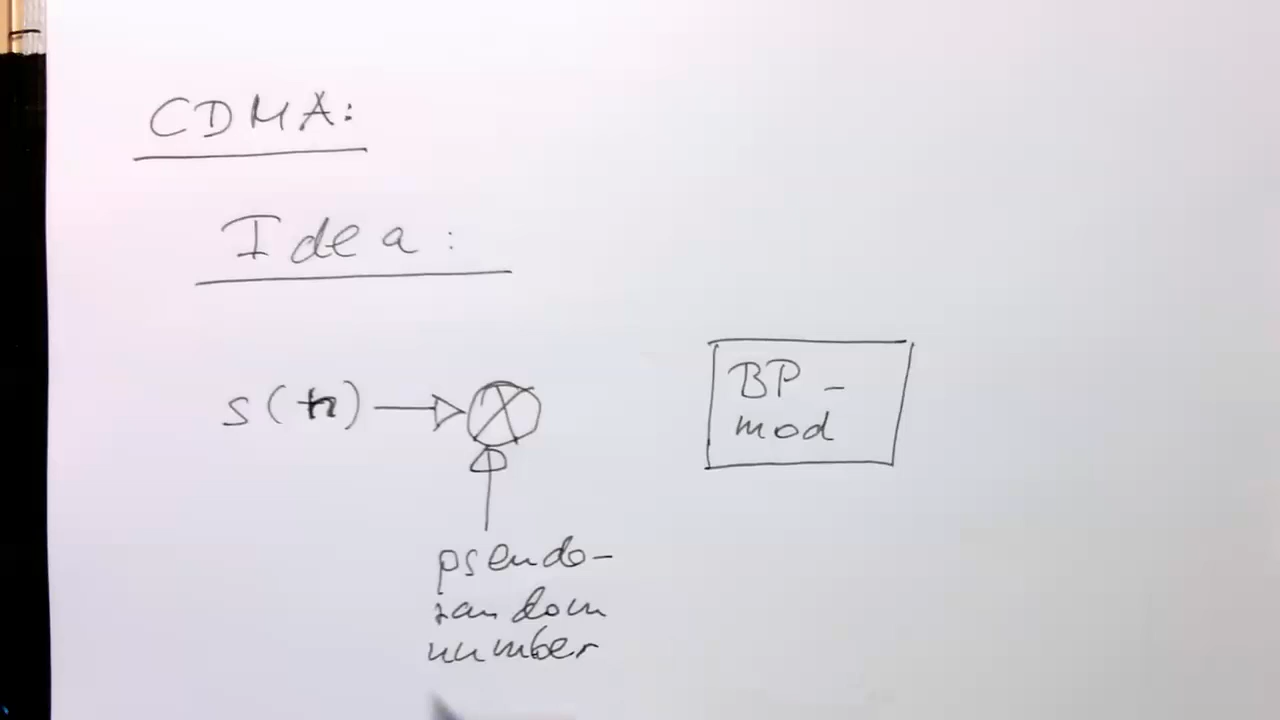 CDMA:
Idea:
s(n)
BP-
mod
pseudo-
random
number